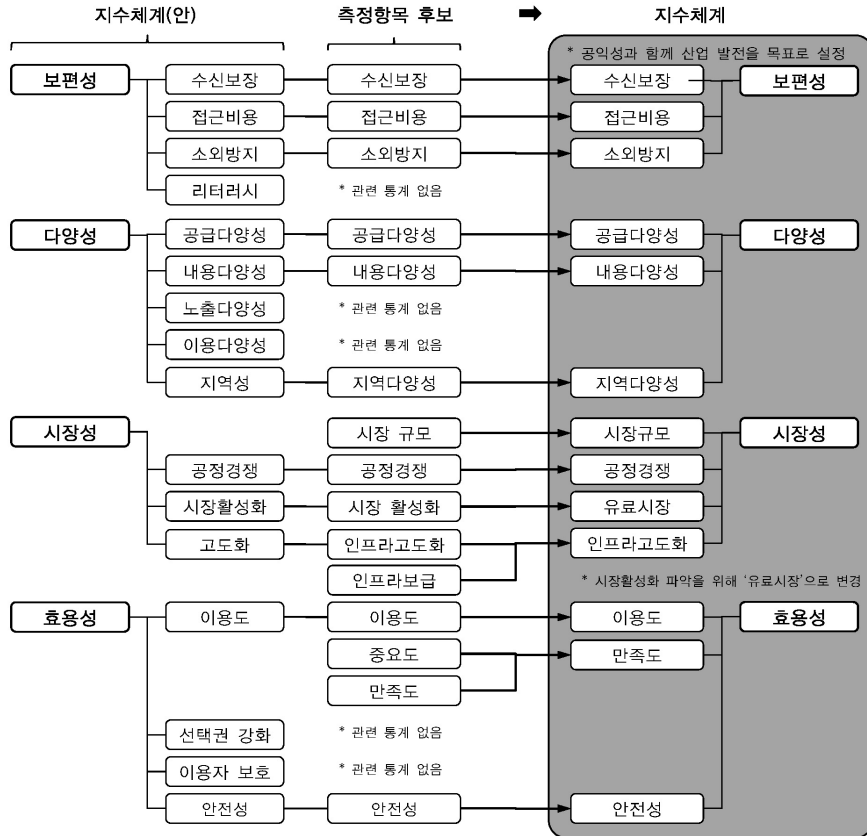 지수체계(안) 측정항목 후보 ➡ 지수체계
* 공익성과 함께 산업 발전을 목표로 설정
보편성 수신보장 수신보장 수신보장 보편성
접근비용 접근비용 접근비용
소외방지 소외방지 소외방지
리터러시 * 관련 통계 없음
다양성 공급다양성 공급다양성 공급다양성 다양성
내용다양성 내용다양성 내용다양성
노출다양성 * 관련 통계 없음
이용다양성 * 관련 통계 없음
지역성 지역다양성 지역다양성
시장성 시장 규모 시장규모 시장성
공정경쟁 공정경쟁 공정경쟁
시장활성화 시장 활성화 유료시장
고도화 인프라고도화 인프라고도화
인프라보급 * 시장활성화 파악을 위해 '유료시장'으로 변경
효용성 이용도 이용도 이용도 효용성
중요도 만족도
만족도
선택권 강화 * 관련 통계 없음
이용자 보호 * 관련 통계 없음
안전성 안전성 안전성